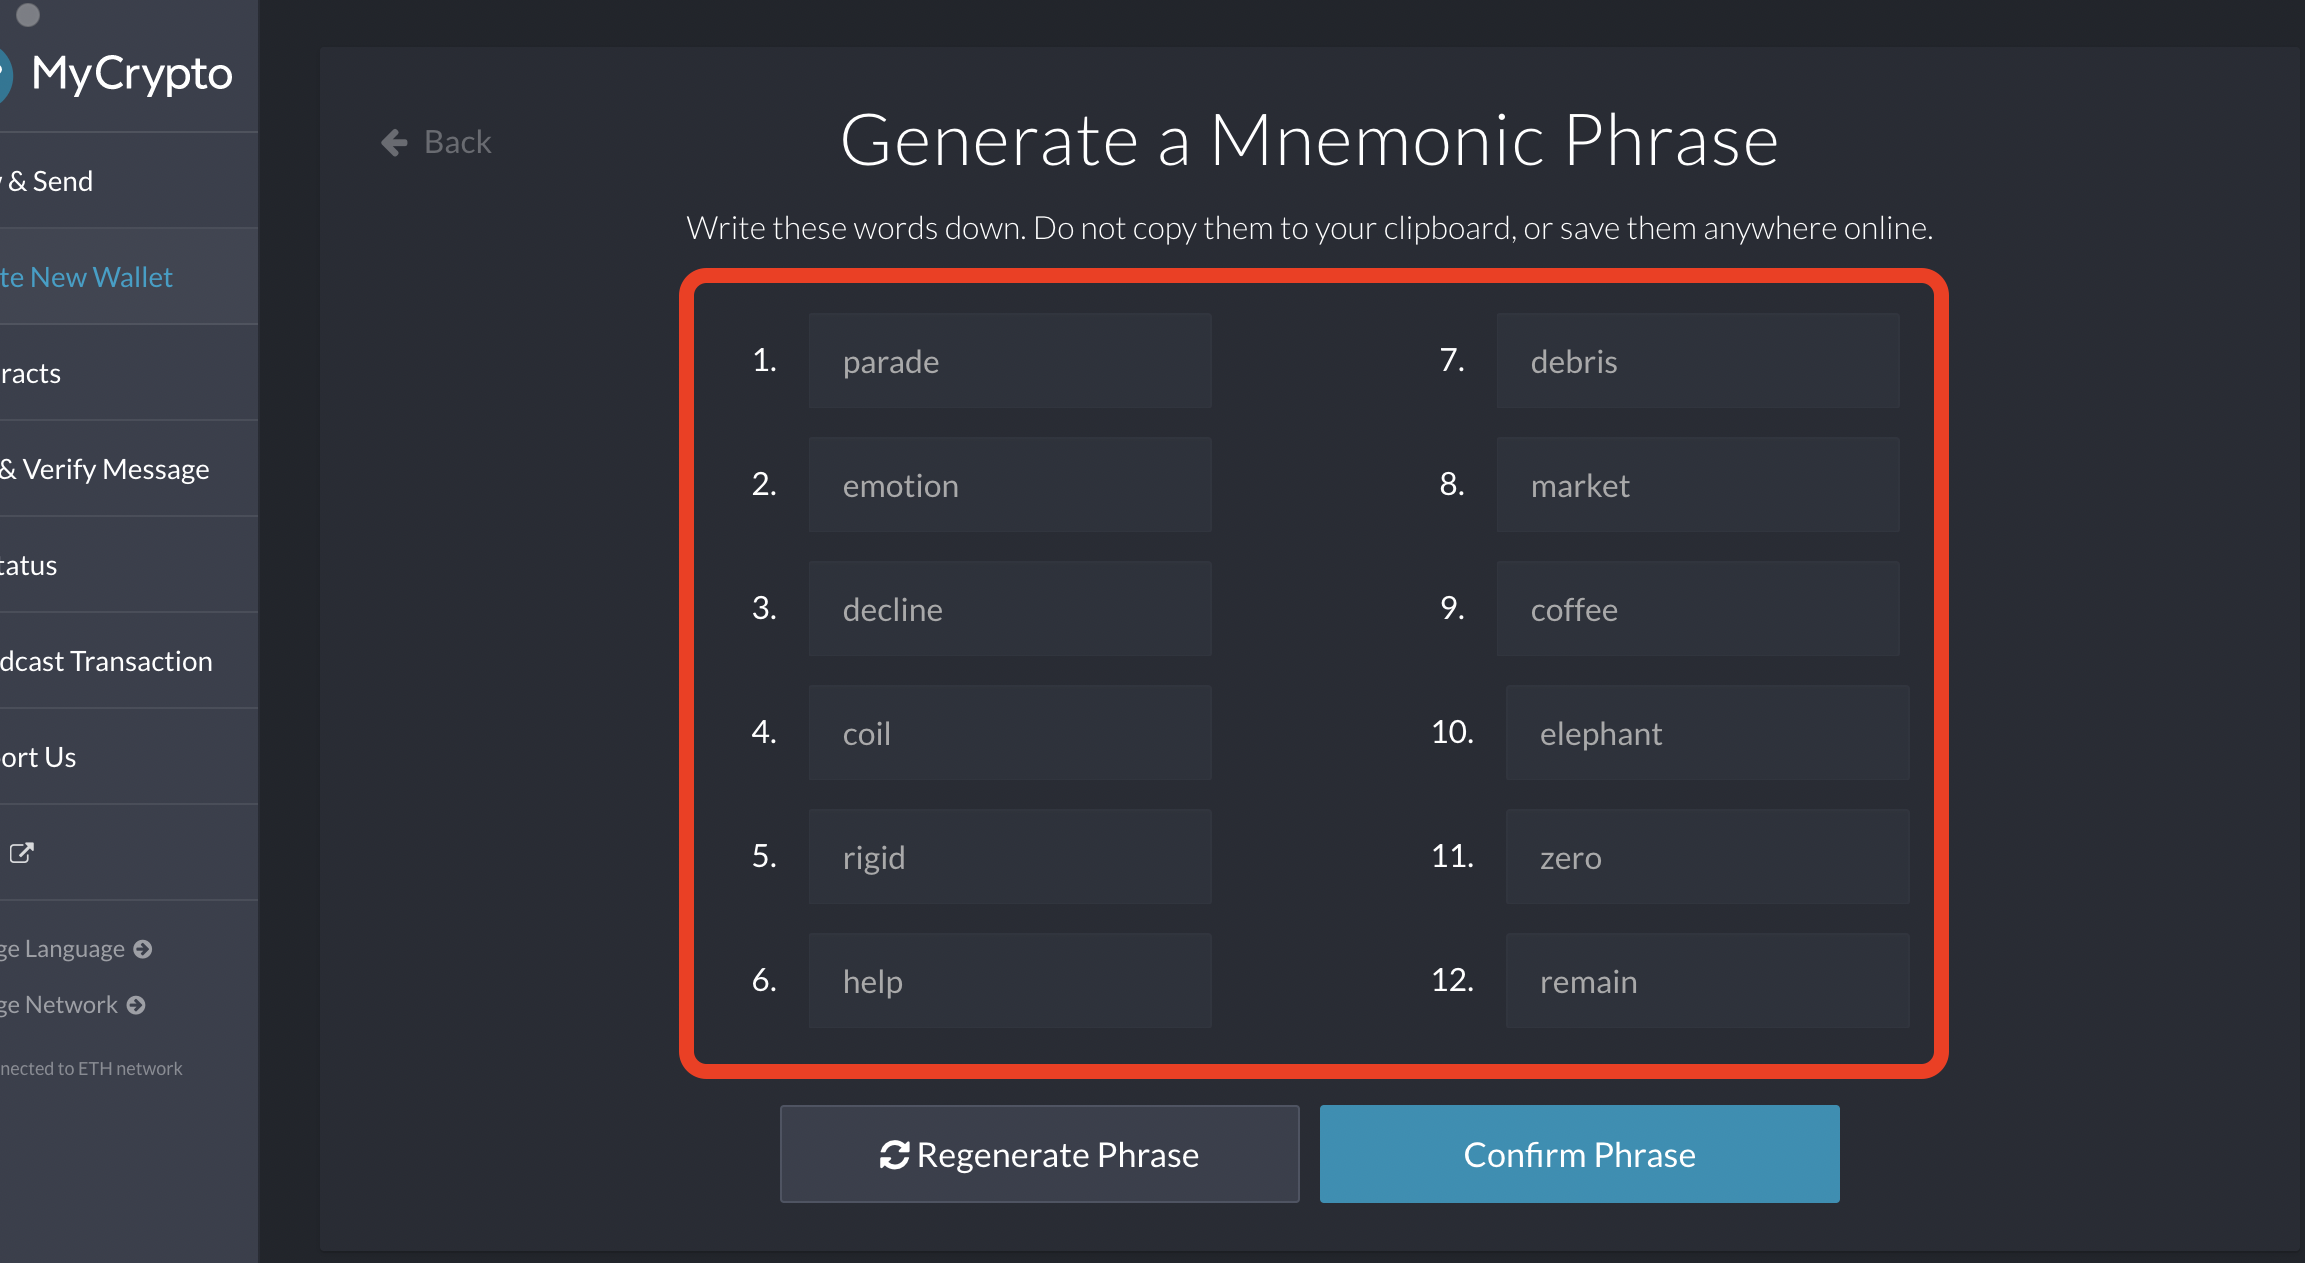 MyCrypto
& Send
te New Wallet
racts
& Verify Message
tatus
dcast Transaction
ort Us
ge Language
ge Network
nnected to ETH network
Back
Generate a Mnemonic Phrase
Write these words down. Do not copy them to your clipboard, or save them anywhere online.
1. parade
2. emotion
3. decline
4. coil
5. rigid
6. help
7. debris
8. market
9. coffee
10. elephant
11. zero
12. remain
Regenerate Phrase
Confirm Phrase